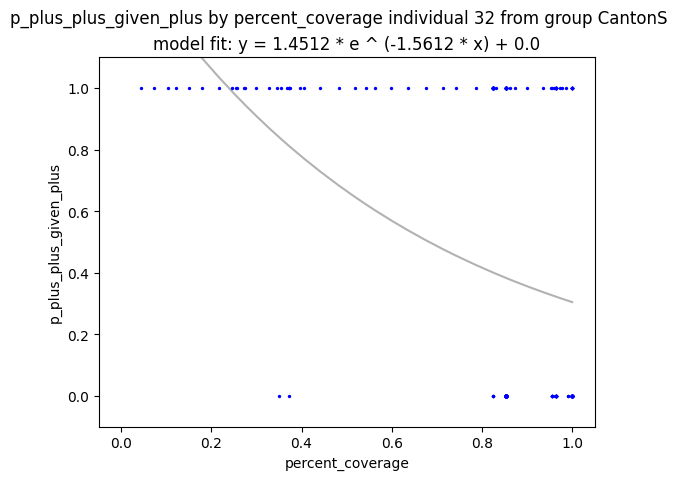 p_plus_plus_given_plus by percent_coverage individual 32 from group CantonS
model fit: y = 1.4512 * e ^ (-1.5612 * x) + 0.0
1.0
0.8
0.6
0.4
0.2
0.0
p_plus_plus_given_plus
0.0 0.2 0.4 0.6 0.8 1.0
percent_coverage